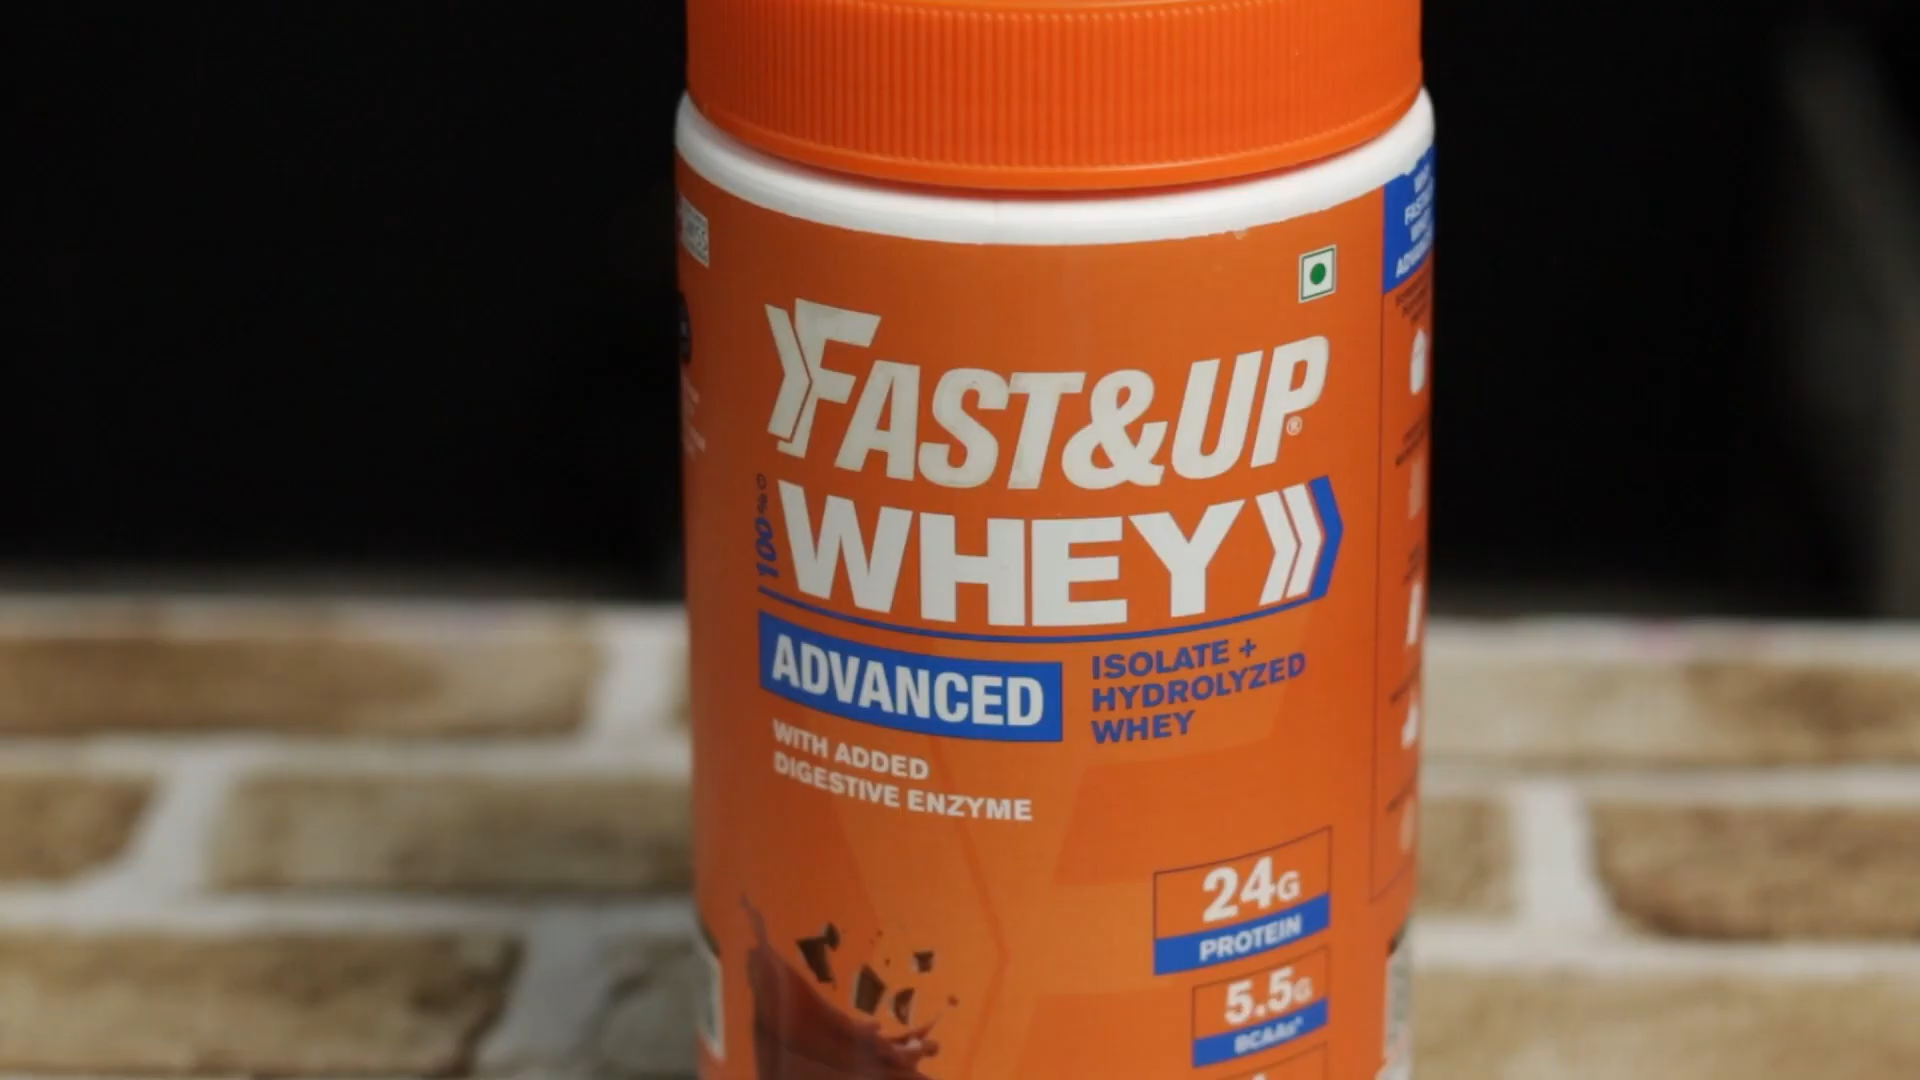 FAST&UP®
100%
WHEY
ADVANCED
ISOLATE +
HYDROLYZED
WHEY
WITH ADDED
DIGESTIVE ENZYME
24G
PROTEIN
5.5G
BCAAs*